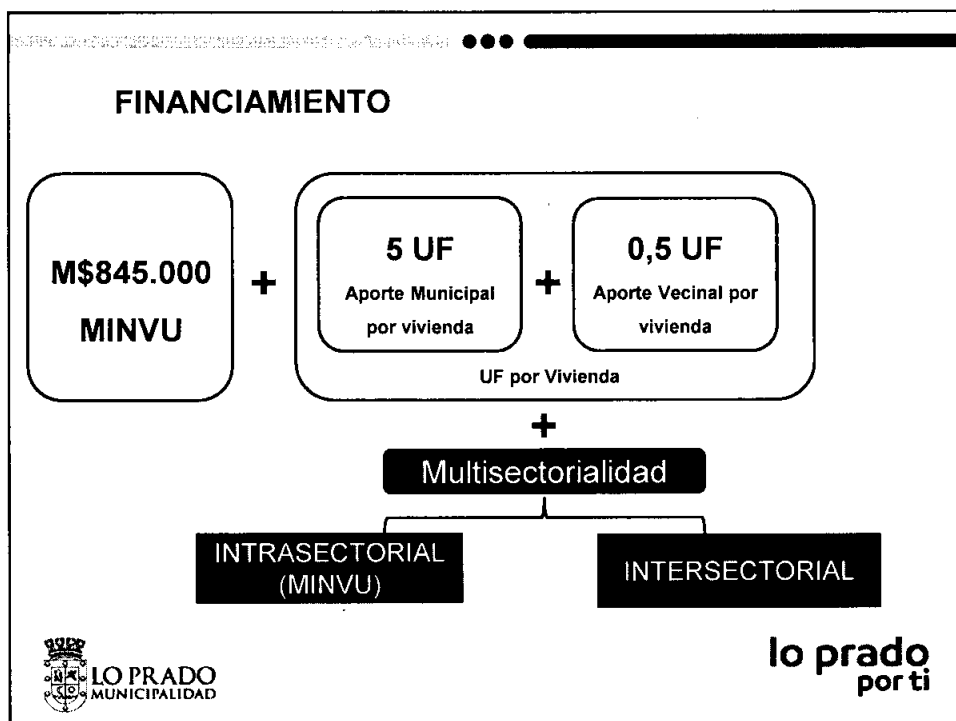 FINANCIAMIENTO
M$845.000
MINVU
+
5 UF
Aporte Municipal
por vivienda
+
0,5 UF
Aporte Vecinal por
vivienda
UF por Vivienda
+
Multisectorialidad
INTRASECTORIAL
(MINVU)
INTERSECTORIAL
LO PRADO
MUNICIPALIDAD
lo prado
por ti